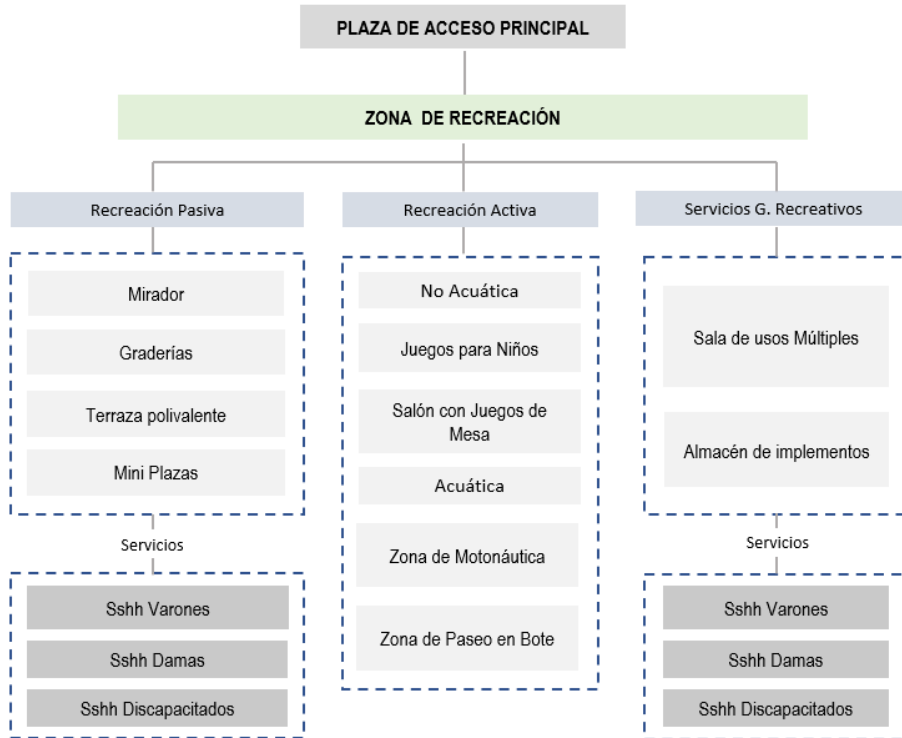 PLAZA DE ACCESO PRINCIPAL
ZONA DE RECREACIÓN
Recreación Pasiva
Mirador
Graderías
Terraza polivalente
Mini Plazas
Servicios
Sshh Varones
Sshh Damas
Sshh Discapacitados
Recreación Activa
No Acuática
Juegos para Niños
Salón con Juegos de
Mesa
Acuática
Zona de Motonáutica
Zona de Paseo en Bote
Servicios G. Recreativos
Sala de usos Múltiples
Almacén de implementos
Servicios
Sshh Varones
Sshh Damas
Sshh Discapacitados